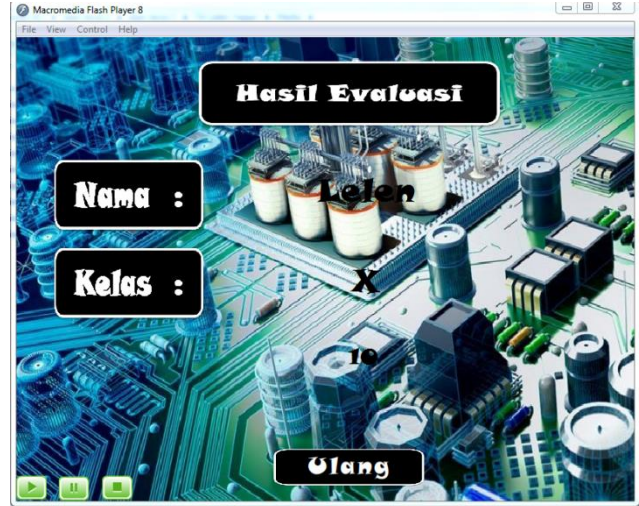 Macromedia Flash Player 8
File View Control Help
Hasil Evaluasi
Nama : Lelen
Kelas : X
10
Ulang